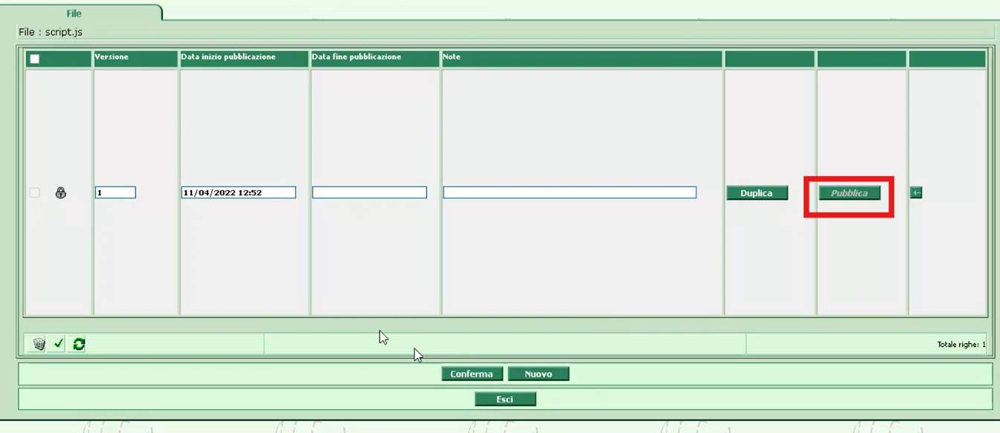 File
File : script.js
Versione Data inizio pubblicazione Data fine pubblicazione Note
1 11/04/2022 12:52 Duplica Pubblica
Totale righe: 1
Conferma Nuovo
Esci